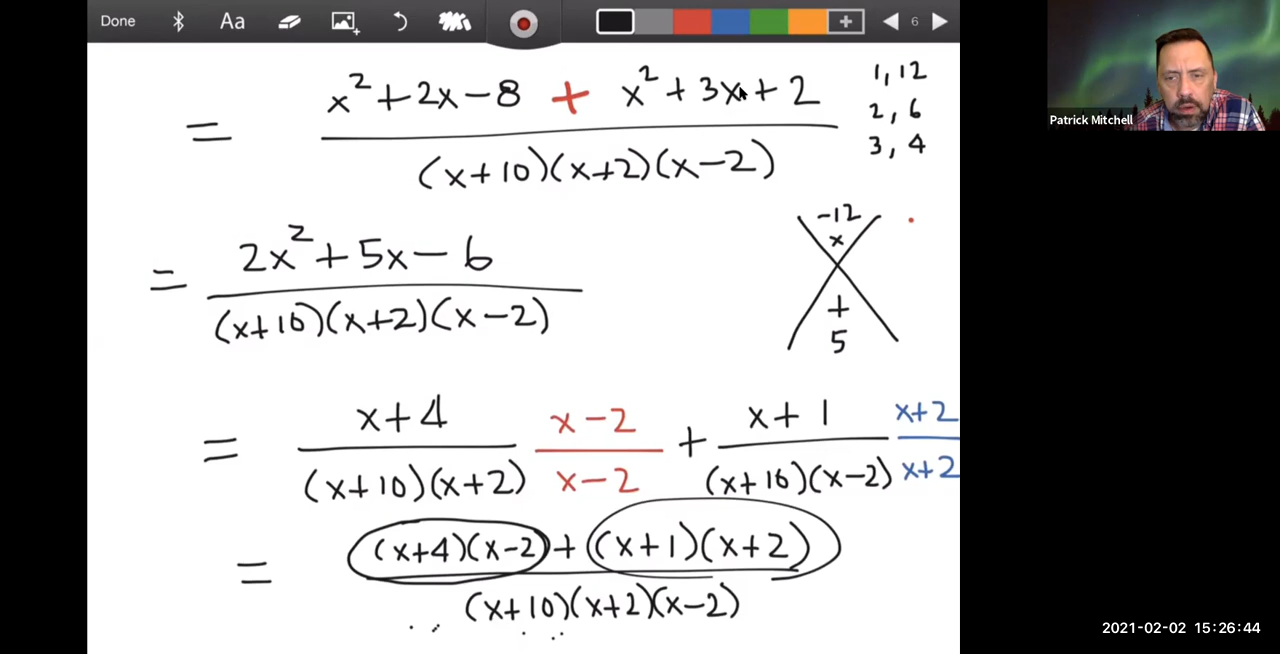 Done Aa 6
x² + 2x - 8 + x² + 3x + 2
=
(x+10)(x+2)(x-2)
1, 12
2, 6
3, 4
2x² + 5x - 6
=
(x+10)(x+2)(x-2)
-12
x
+
5
x+4 x-2 + x+1 x+2
=
(x+10)(x+2) x-2 (x+10)(x-2) x+2
(x+4)(x-2) + (x+1)(x+2)
=
(x+10)(x+2)(x-2)
Patrick Mitchell
2021-02-02 15:26:44